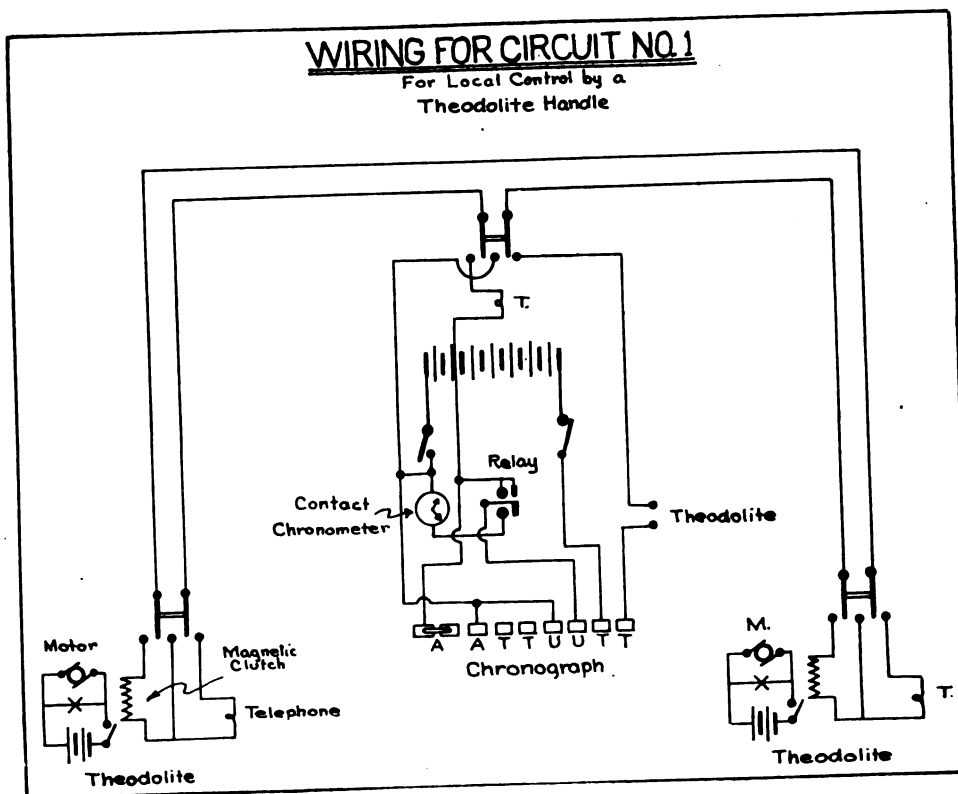 WIRING FOR CIRCUIT NO.1
For Local Control by a
Theodolite Handle
T.
Relay
Contact
Chronometer
Theodolite
A A T T U U T T
Chronograph
Motor
Magnetic
Clutch
Telephone
Theodolite
M.
T.
Theodolite